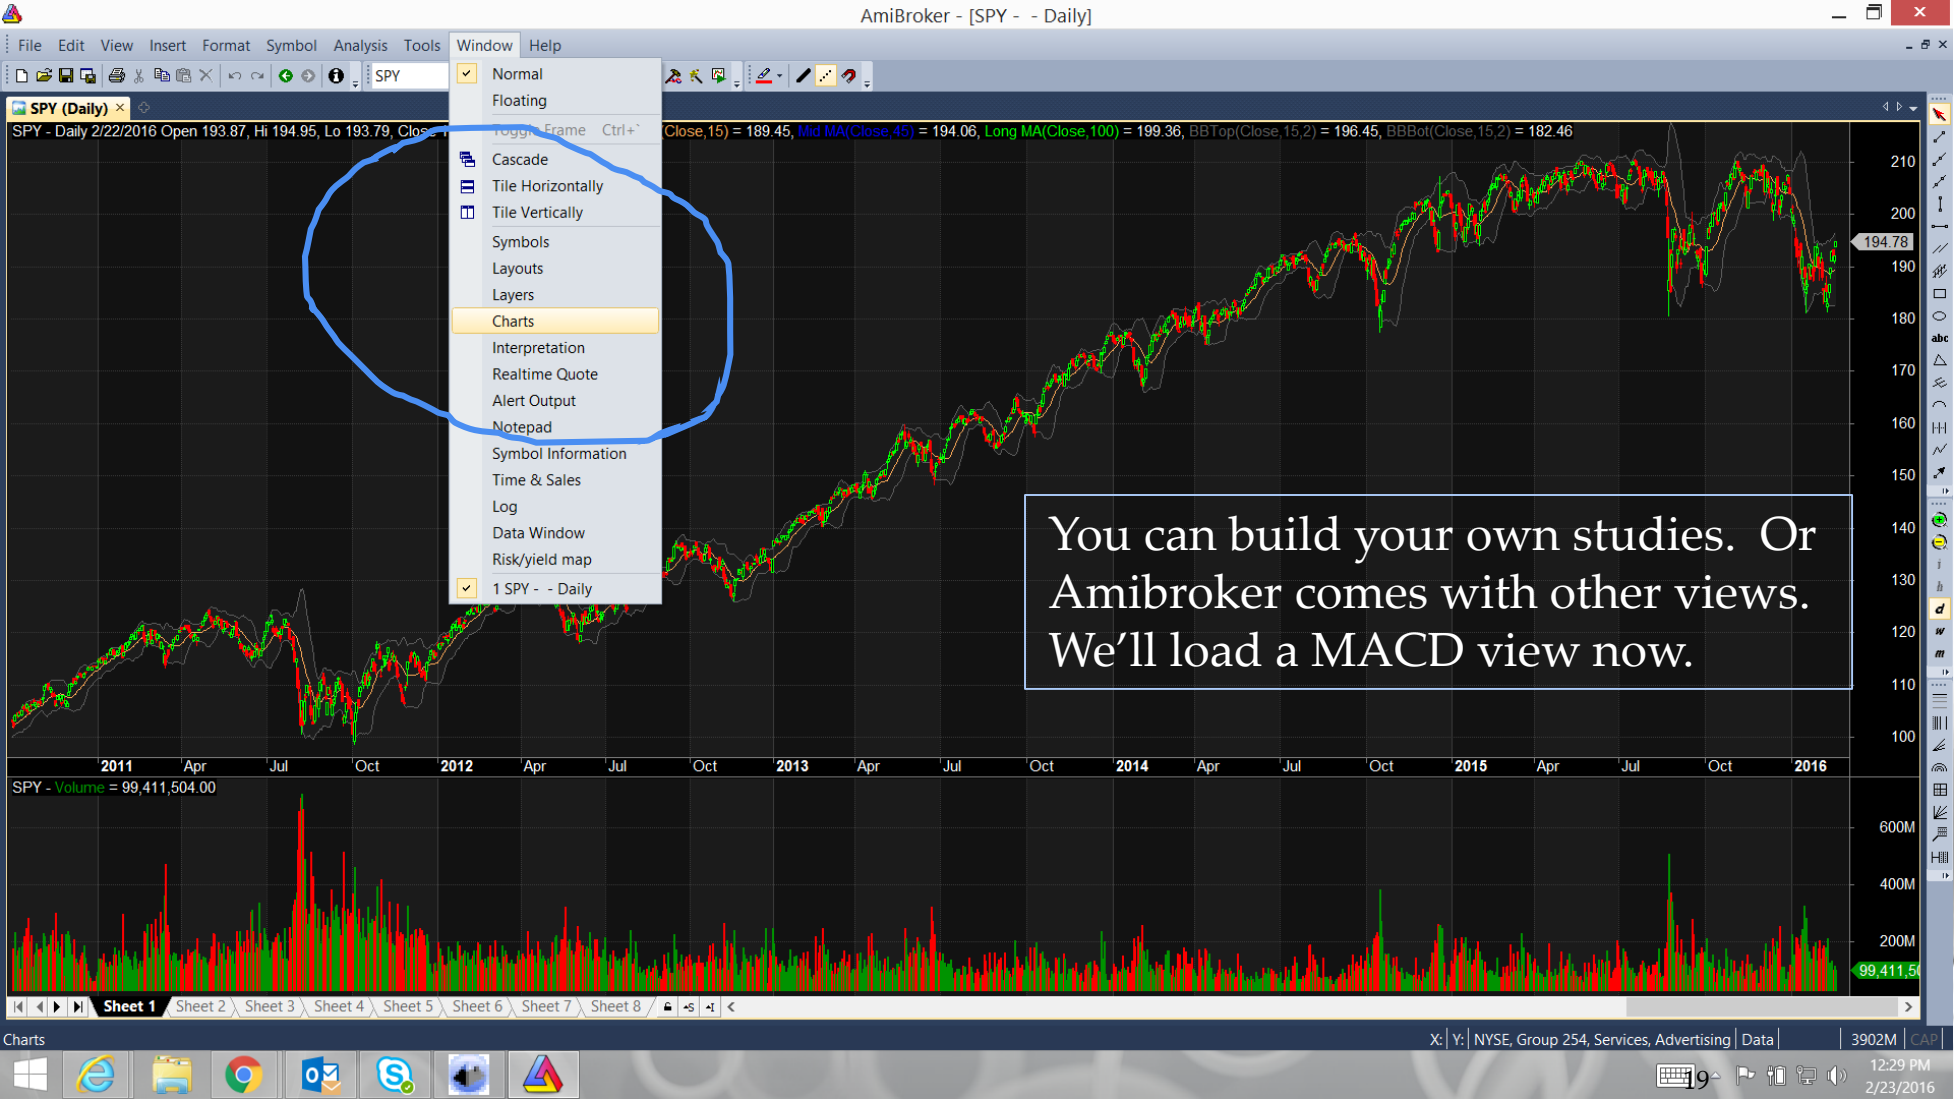 AmiBroker - [SPY -  - Daily]
File Edit View Insert Format Symbol Analysis Tools Window Help
SPY
Normal
Floating
Toggle Frame Ctrl+`
SPY (Daily)
SPY - Daily 2/22/2016 Open 193.87, Hi 194.95, Lo 193.79, Close (Close,15) = 189.45, Mid MA(Close,45) = 194.06, Long MA(Close,100) = 199.36, BBTop(Close,15,2) = 196.45, BBBot(Close,15,2) = 182.46
Cascade
Tile Horizontally
Tile Vertically
Symbols
Layouts
Layers
Charts
Interpretation
Realtime Quote
Alert Output
Notepad
Symbol Information
Time & Sales
Log
Data Window
Risk/yield map
1 SPY -  - Daily
210
200
194.78
190
180
170
160
150
140
130
120
110
100
abc
i
h
d
w
m
You can build your own studies. Or
Amibroker comes with other views.
We'll load a MACD view now.
2011 Apr Jul Oct 2012 Apr Jul Oct 2013 Apr Jul Oct 2014 Apr Jul Oct 2015 Apr Jul Oct 2016
SPY - Volume = 99,411,504.00
600M
400M
200M
99,411,50
Sheet 1 Sheet 2 Sheet 3 Sheet 4 Sheet 5 Sheet 6 Sheet 7 Sheet 8
Charts
X: Y: NYSE, Group 254, Services, Advertising Data 3902M CAP
19
12:29 PM
2/23/2016